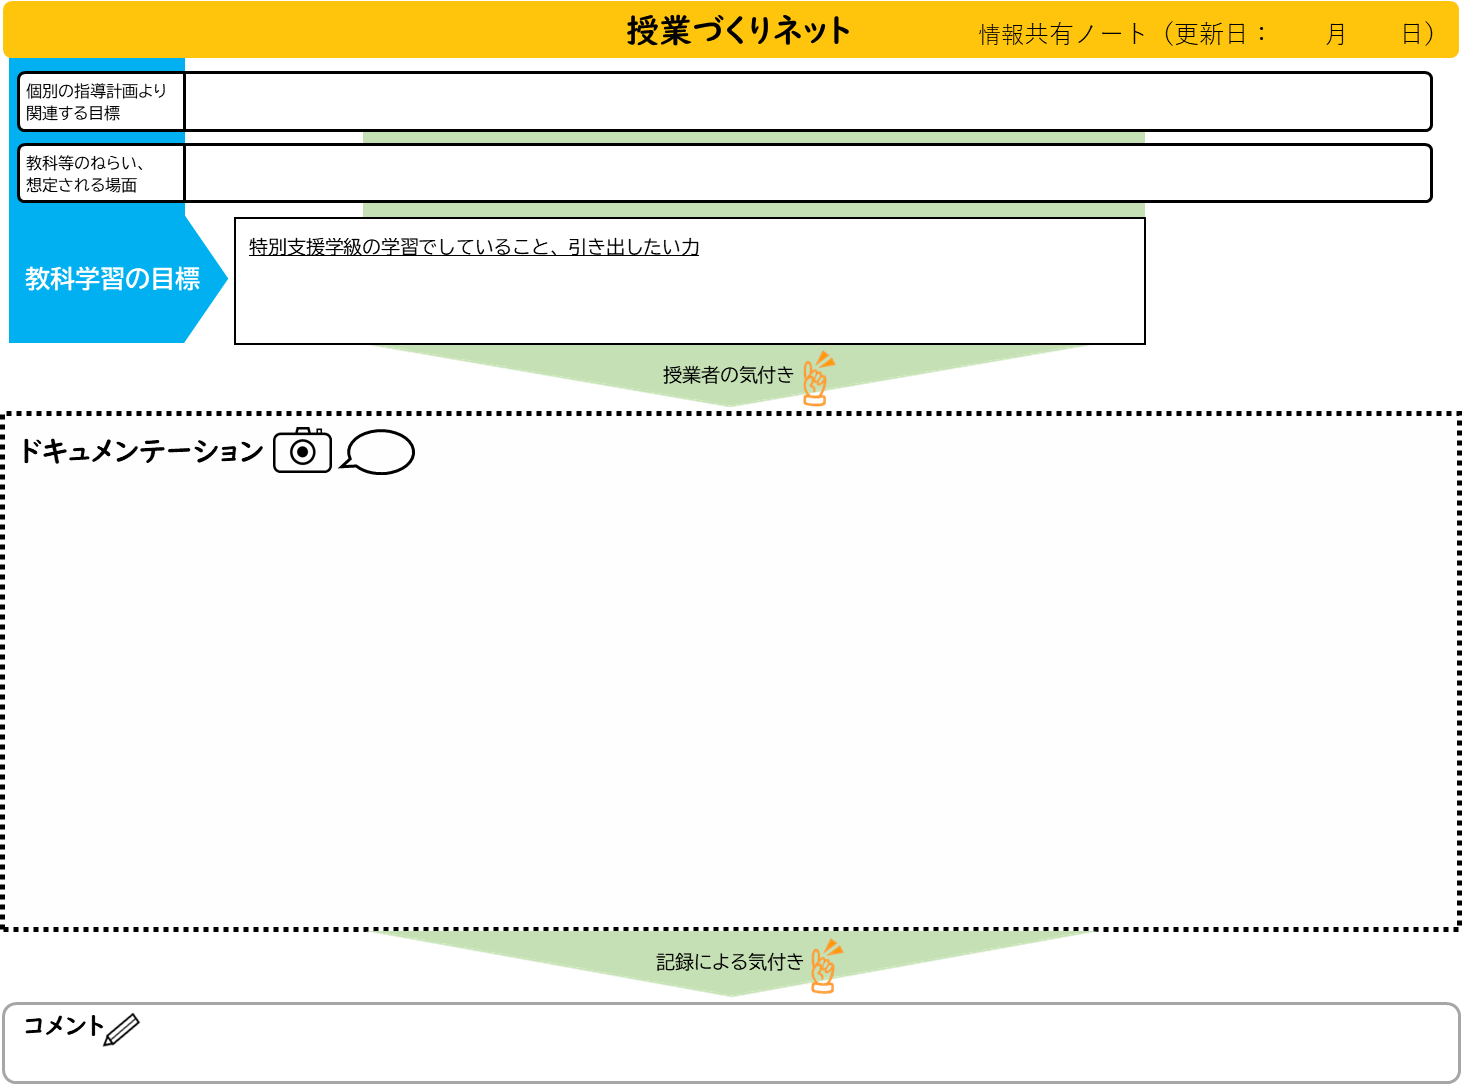 授業づくりネット 情報共有ノート（更新日： 月 日）
個別の指導計画より
関連する目標
教科等のねらい、
想定される場面
特別支援学級の学習でしていること、引き出したい力
教科学習の目標
授業者の気付き
ドキュメンテーション
記録による気付き
コメント